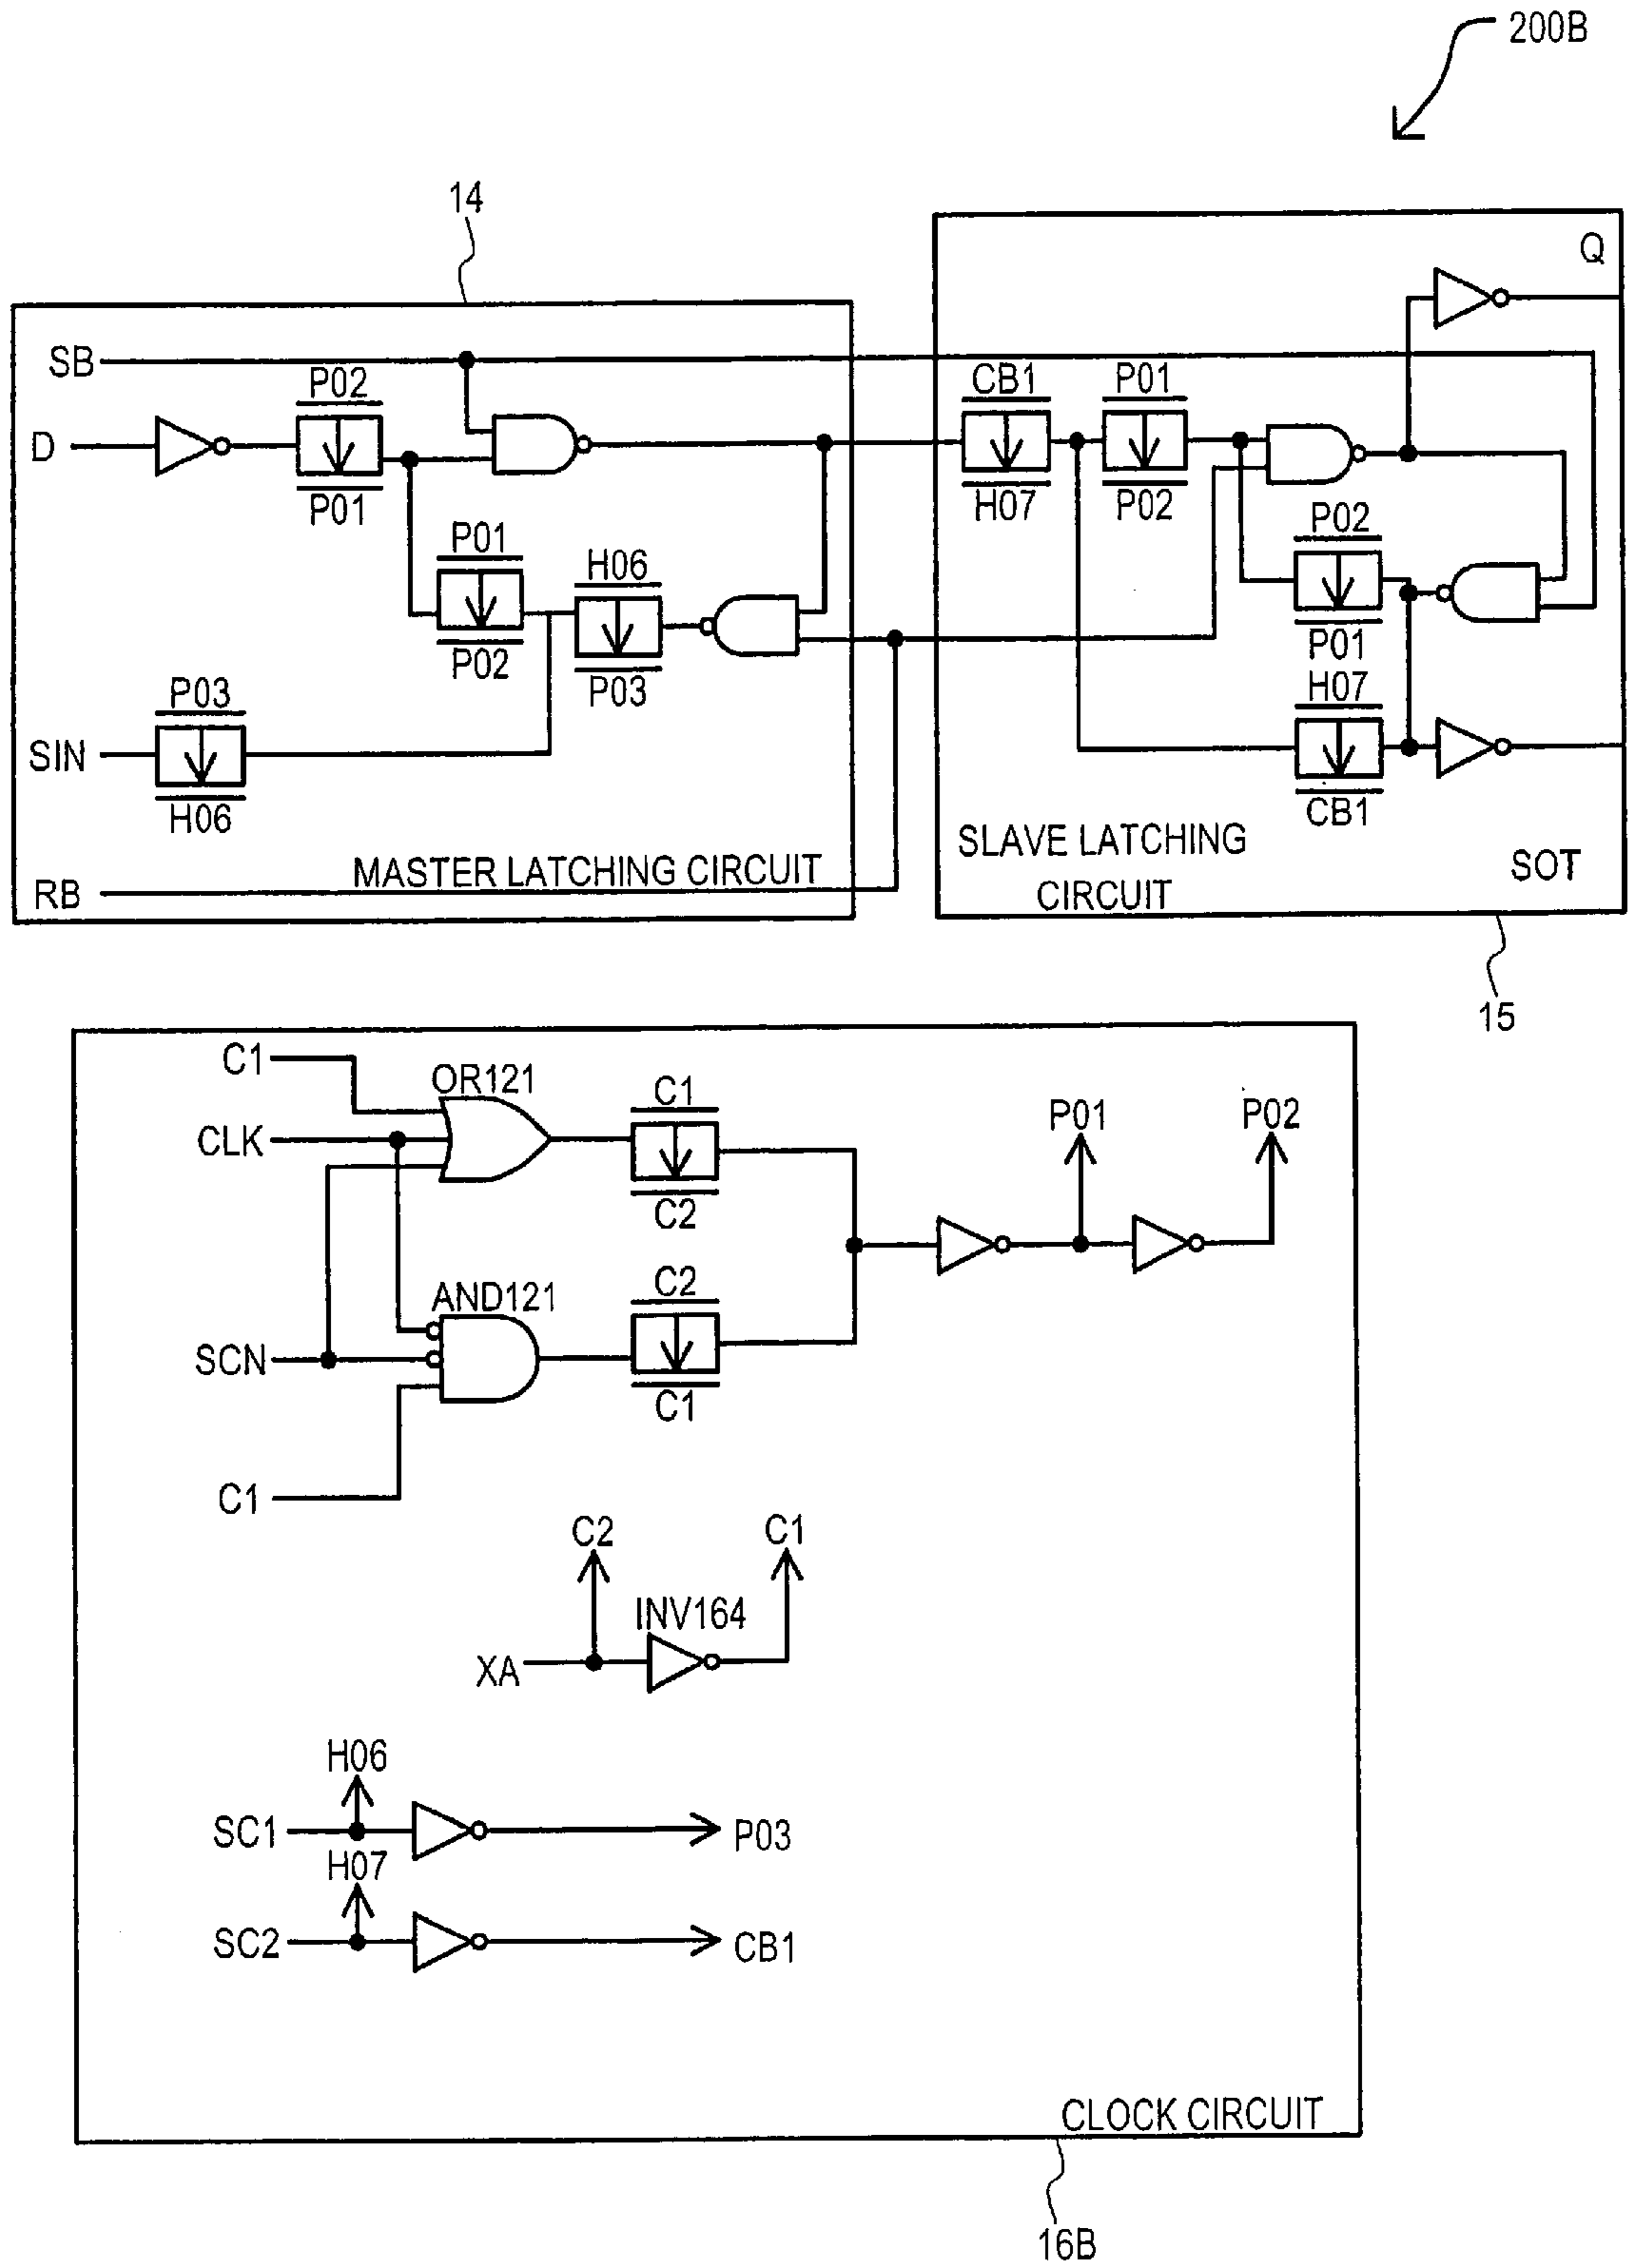 200B
14
Q
SB
P02
CB1
P01
D
P01
H07
P02
P01
H06
P02
P02
P03
P01
P03
H07
SIN
H06
CB1
SLAVE LATCHING
CIRCUIT
SOT
MASTER LATCHING CIRCUIT
RB
15
C1
OR121
C1
P01
P02
CLK
C2
AND121
C2
SCN
C1
C1
C2
C1
INV164
XA
H06
SC1
P03
H07
SC2
CB1
CLOCK CIRCUIT
16B